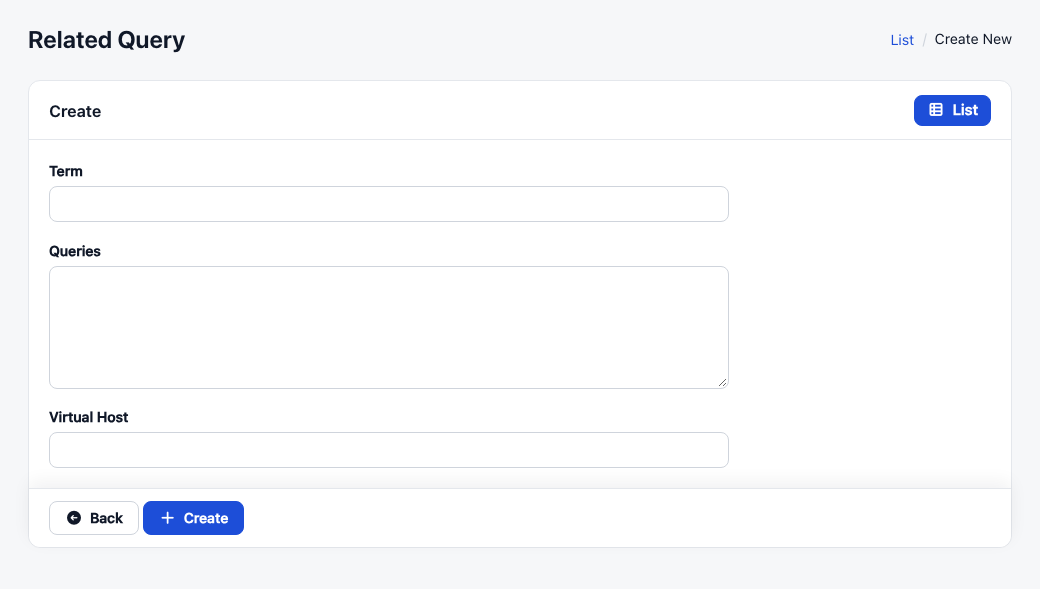 Related Query
List / Create New
Create
List
Term
Queries
Virtual Host
Back
Create